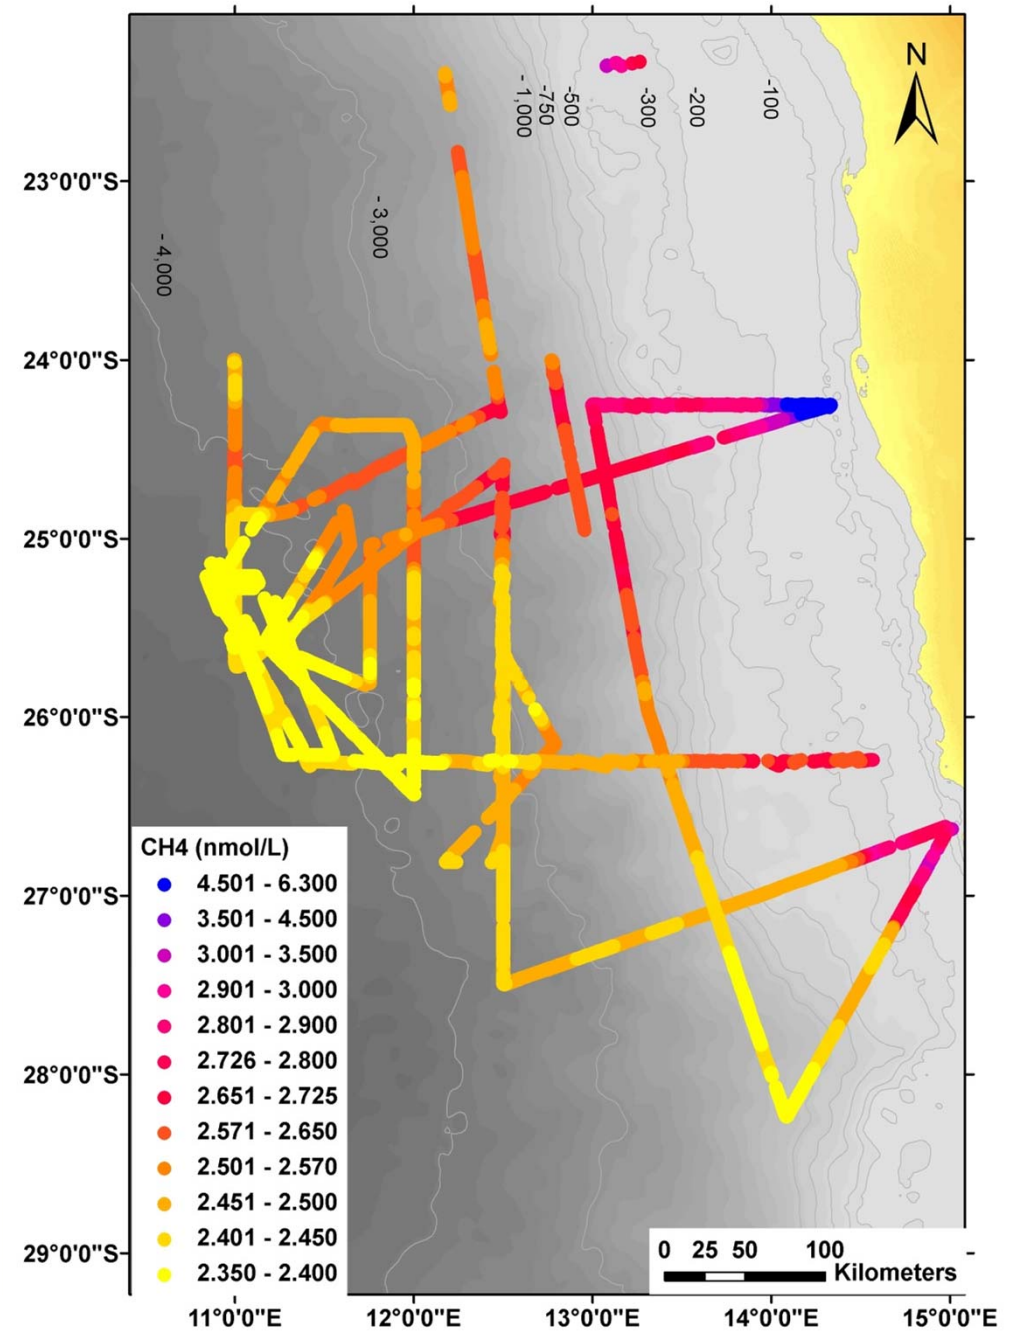 N
- 1,000
-750
-500
-300
-200
-100
23°0'0"S
- 3,000
- 4,000
24°0'0"S
25°0'0"S
26°0'0"S
CH4 (nmol/L)
4.501 - 6.300
3.501 - 4.500
3.001 - 3.500
2.901 - 3.000
2.801 - 2.900
2.726 - 2.800
2.651 - 2.725
2.571 - 2.650
2.501 - 2.570
2.451 - 2.500
2.401 - 2.450
2.350 - 2.400
27°0'0"S
28°0'0"S
29°0'0"S
0 25 50 100
Kilometers
11°0'0"E 12°0'0"E 13°0'0"E 14°0'0"E 15°0'0"E